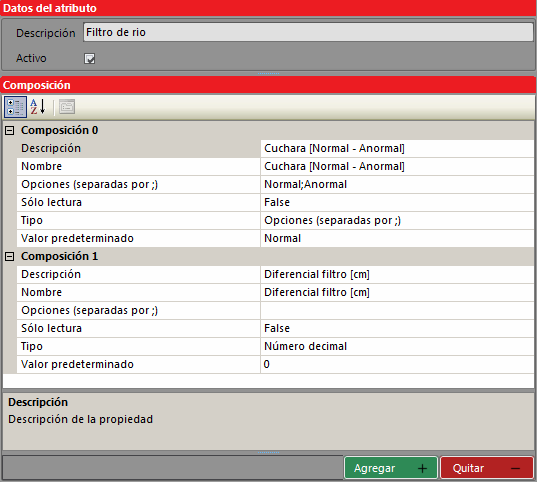 Datos del atributo
Descripción Filtro de rio
Activo
Composición
A Z
Composición 0
Descripción Cuchara [Normal - Anormal]
Nombre Cuchara [Normal - Anormal]
Opciones (separadas por ;) Normal;Anormal
Sólo lectura False
Tipo Opciones (separadas por ;)
Valor predeterminado Normal
Composición 1
Descripción Diferencial filtro [cm]
Nombre Diferencial filtro [cm]
Opciones (separadas por ;)
Sólo lectura False
Tipo Número decimal
Valor predeterminado 0
Descripción
Descripción de la propiedad
Agregar + Quitar −